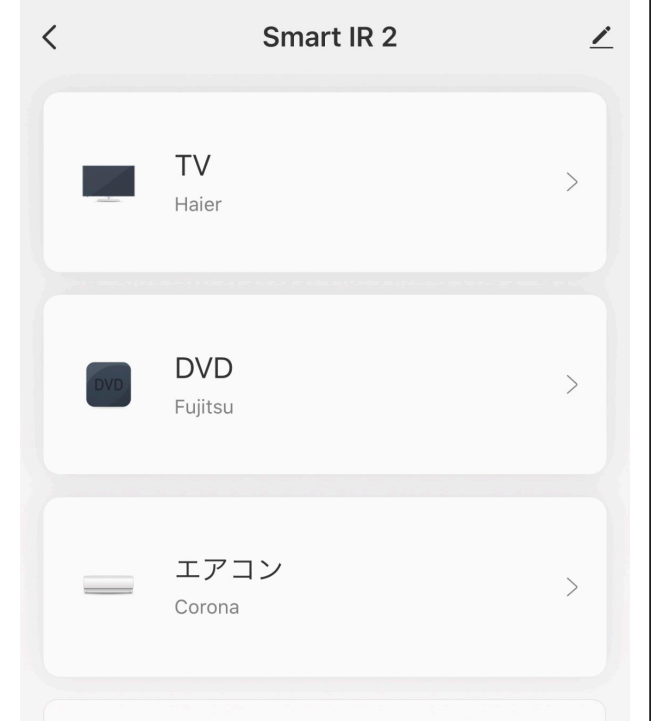 Smart IR 2
TV
Haier
DVD
DVD
Fujitsu
エアコン
Corona